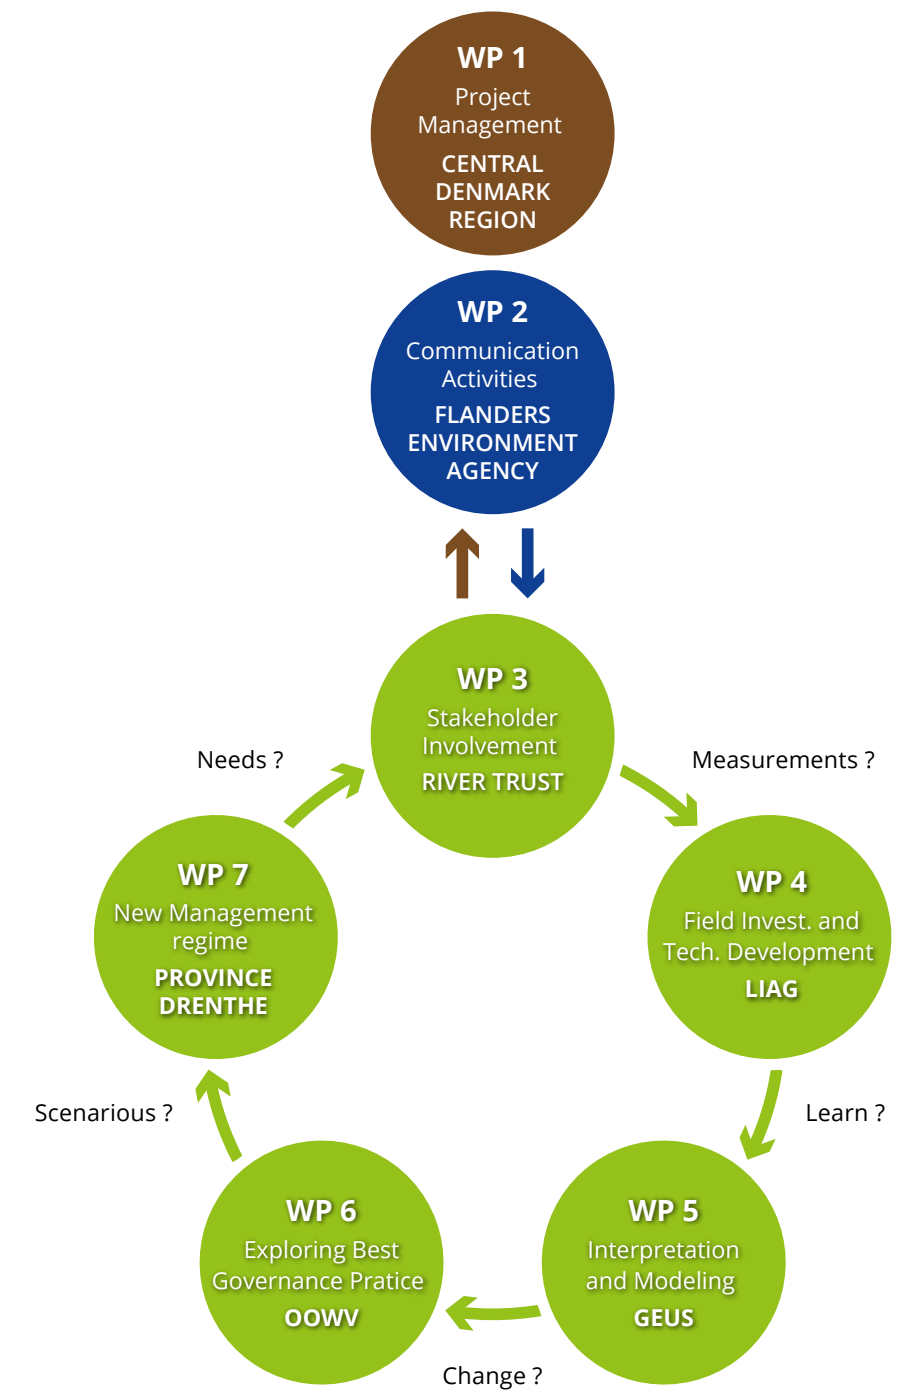 WP 1
Project
Management
CENTRAL
DENMARK
REGION
WP 2
Communication
Activities
FLANDERS
ENVIRONMENT
AGENCY
WP 3
Stakeholder
Involvement
RIVER TRUST
Needs ?
Measurements ?
WP 7
New Management
regime
PROVINCE
DRENTHE
WP 4
Field Invest. and
Tech. Development
LIAG
Scenarious ?
Learn ?
WP 6
Exploring Best
Governance Pratice
OOWV
WP 5
Interpretation
and Modeling
GEUS
Change ?